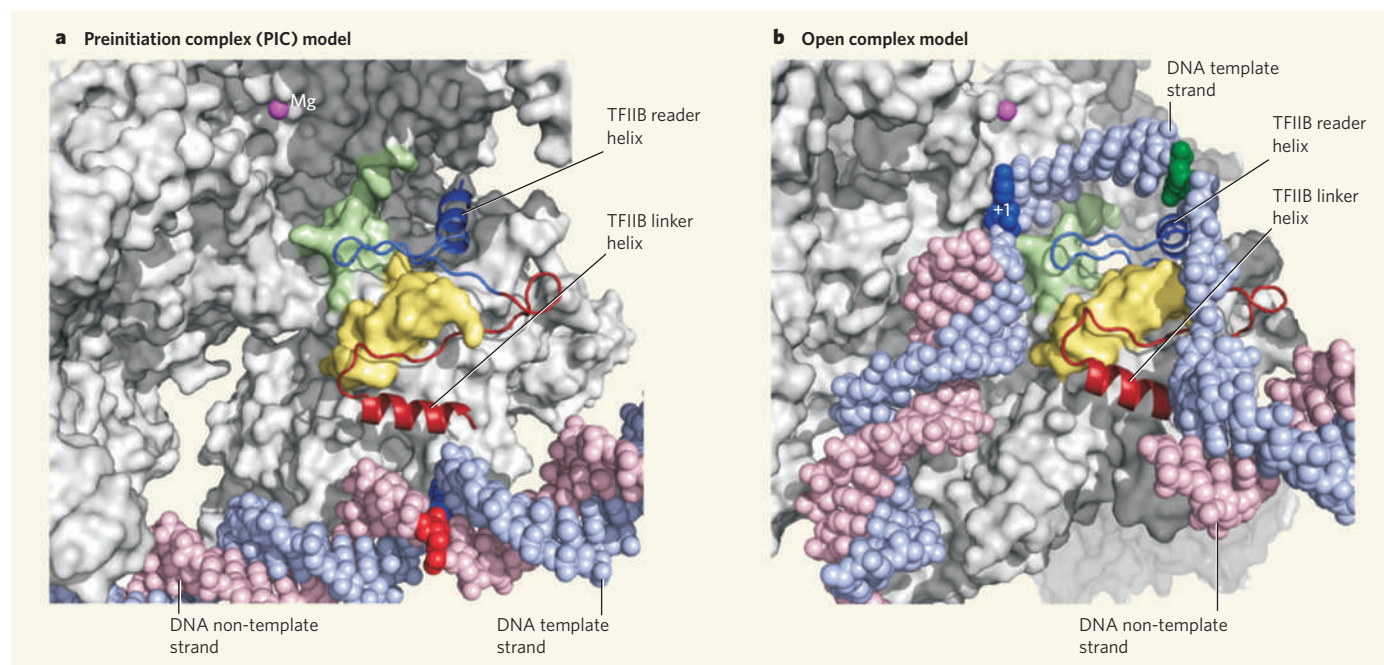 a Preinitiation complex (PIC) model
Mg
TFIIB reader
helix
TFIIB linker
helix
DNA non-template
strand
DNA template
strand
b Open complex model
DNA template
strand
TFIIB reader
helix
TFIIB linker
helix
+1
DNA non-template
strand